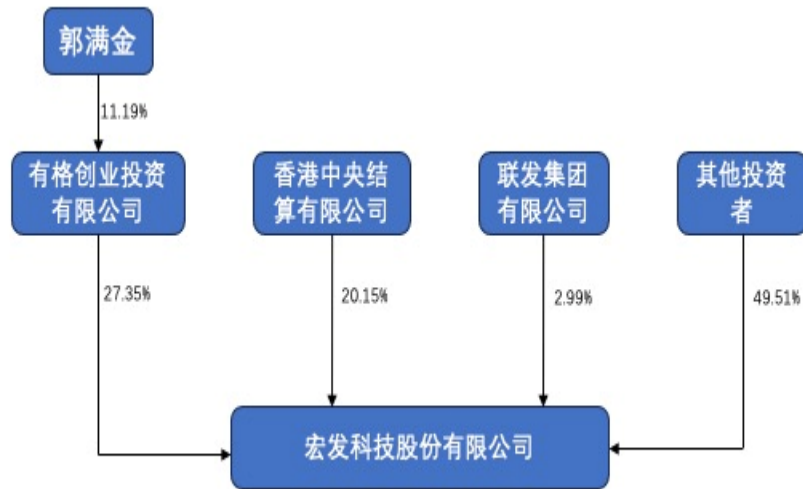 郭满金
11.19%
有格创业投资
有限公司
香港中央结
算有限公司
联发集团
有限公司
其他投资
者
27.35%
20.15%
2.99%
49.51%
宏发科技股份有限公司